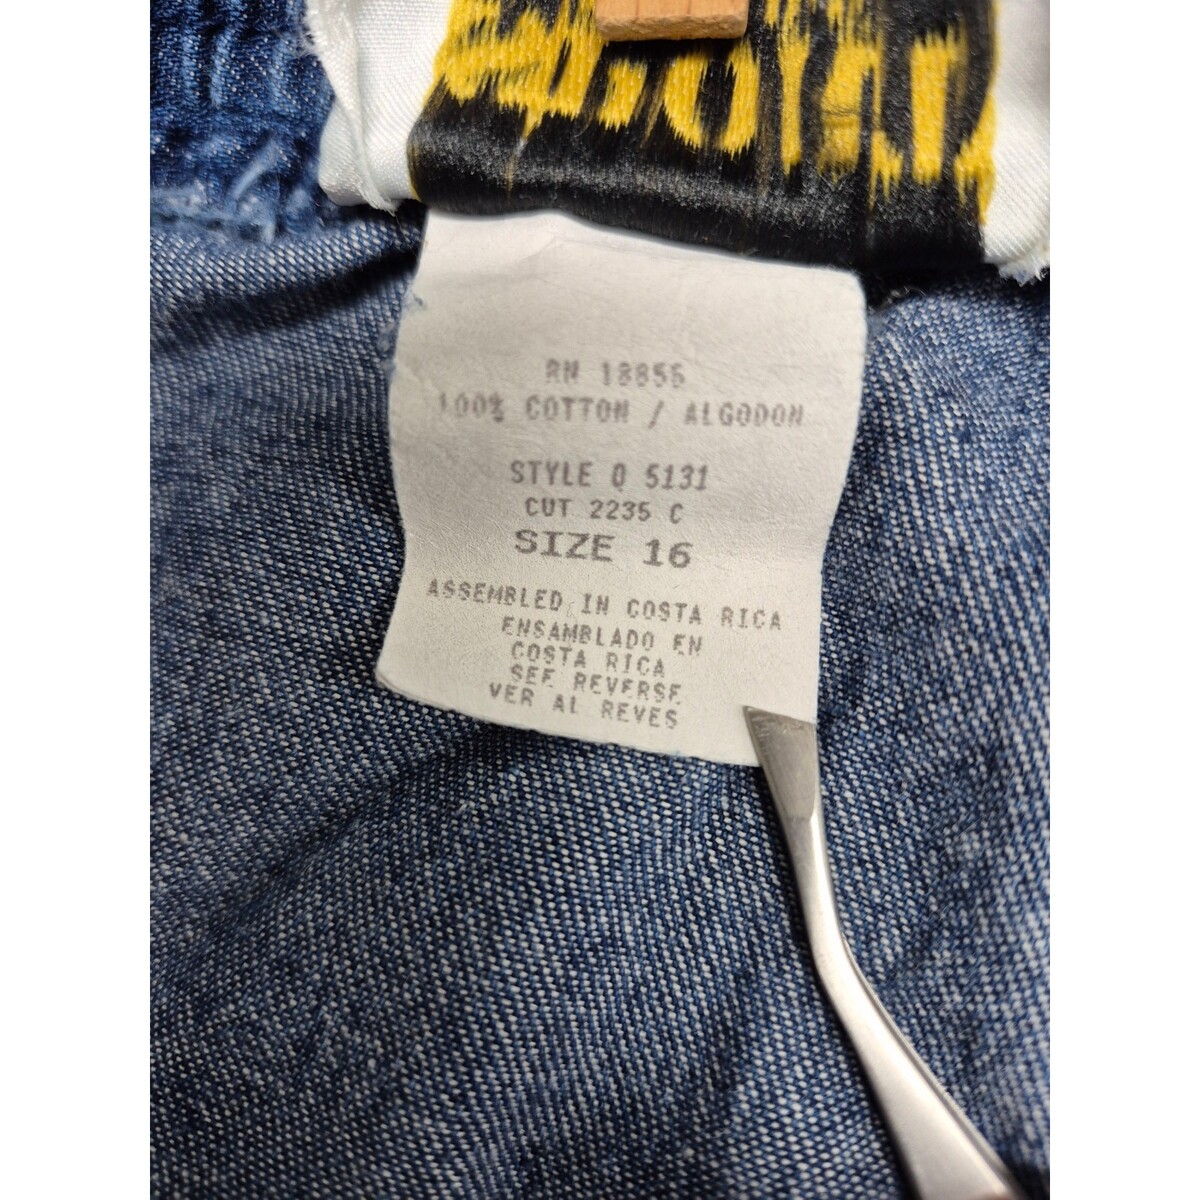 RN 18855
100% COTTON / ALGODON
STYLE Q 5131
CUT 2235 C
SIZE 16
ASSEMBLED IN COSTA RICA
ENSAMBLADO EN
COSTA RICA
SEE REVERSE
VER AL REVES